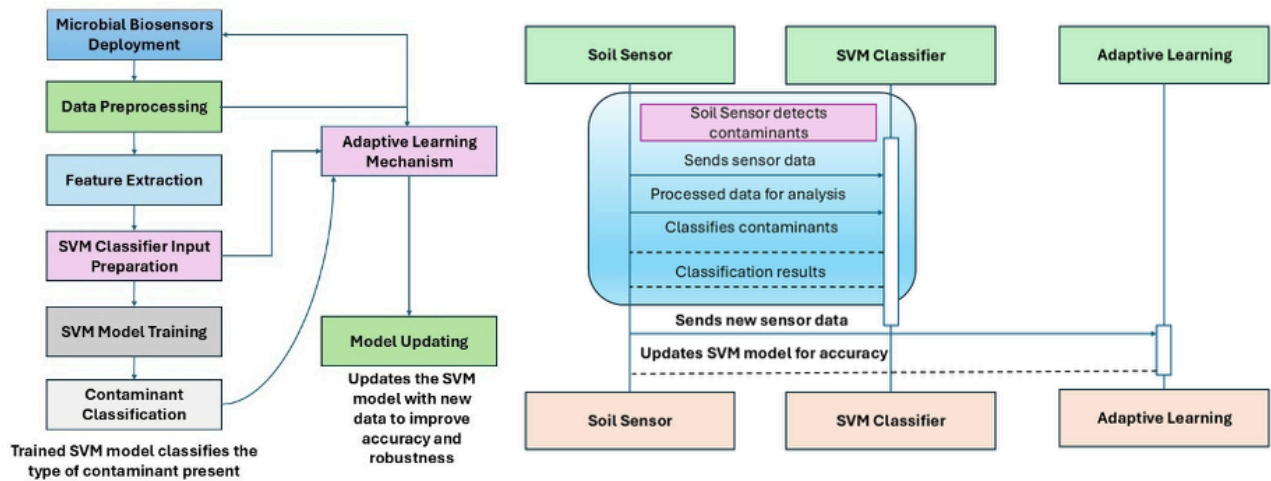 Microbial Biosensors
Deployment
Data Preprocessing
Feature Extraction
SVM Classifier Input
Preparation
SVM Model Training
Contaminant
Classification
Trained SVM model classifies the
type of contaminant present
Adaptive Learning
Mechanism
Model Updating
Updates the SVM
model with new
data to improve
accuracy and
robustness
Soil Sensor
SVM Classifier
Adaptive Learning
Soil Sensor detects
contaminants
Sends sensor data
Processed data for analysis
Classifies contaminants
Classification results
Sends new sensor data
Updates SVM model for accuracy
Soil Sensor
SVM Classifier
Adaptive Learning